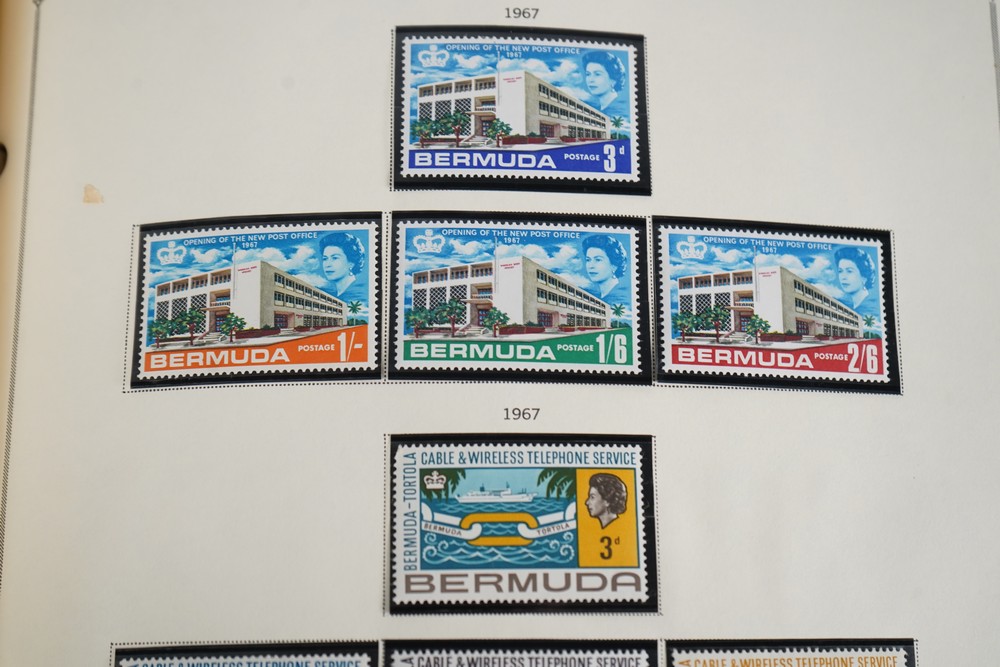 1967
OPENING OF THE NEW POST OFFICE
1967
BERMUDA POSTAGE 3d
OPENING OF THE NEW POST OFFICE
1967
BERMUDA POSTAGE 1/-
OPENING OF THE NEW POST OFFICE
1967
BERMUDA POSTAGE 1/6
OPENING OF THE NEW POST OFFICE
1967
BERMUDA POSTAGE 2/6
1967
CABLE & WIRELESS TELEPHONE SERVICE
BERMUDA-TORTOLA
BERMUDA TORTOLA
3d
BERMUDA
CABLE & WIRELESS TELEPHONE SERVICE
CABLE & WIRELESS TELEPHONE SERVICE
CABLE & WIRELESS TELEPHONE SERVICE